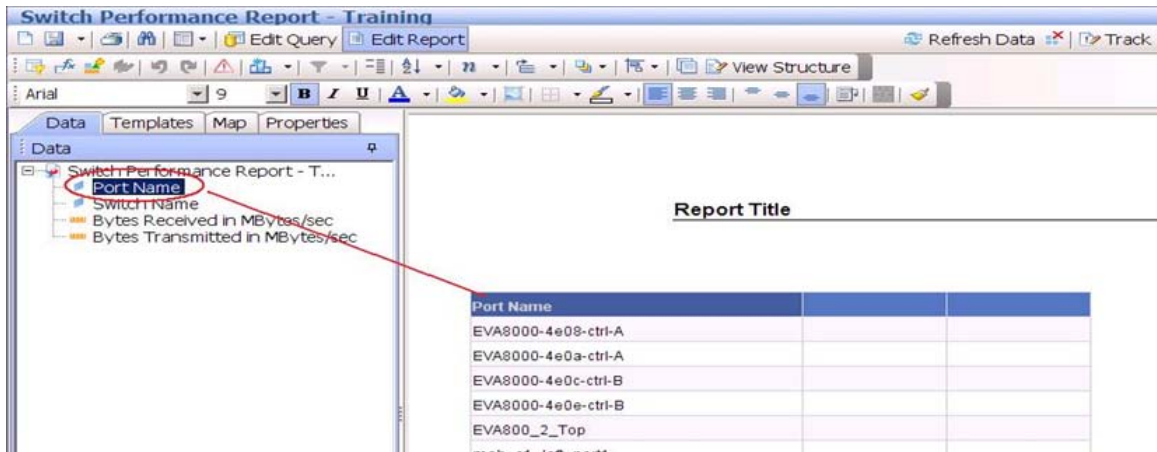 Switch Performance Report - Training
Edit Query Edit Report Refresh Data Track
View Structure
Arial 9 B I U A
Data Templates Map Properties
Data
Switch Performance Report - T...
Port Name
Switch Name
Bytes Received in MBytes/sec
Bytes Transmitted in MBytes/sec
Report Title
Port Name
EVA8000-4e08-ctrl-A
EVA8000-4e0a-ctrl-A
EVA8000-4e0c-ctrl-B
EVA8000-4e0e-ctrl-B
EVA800_2_Top